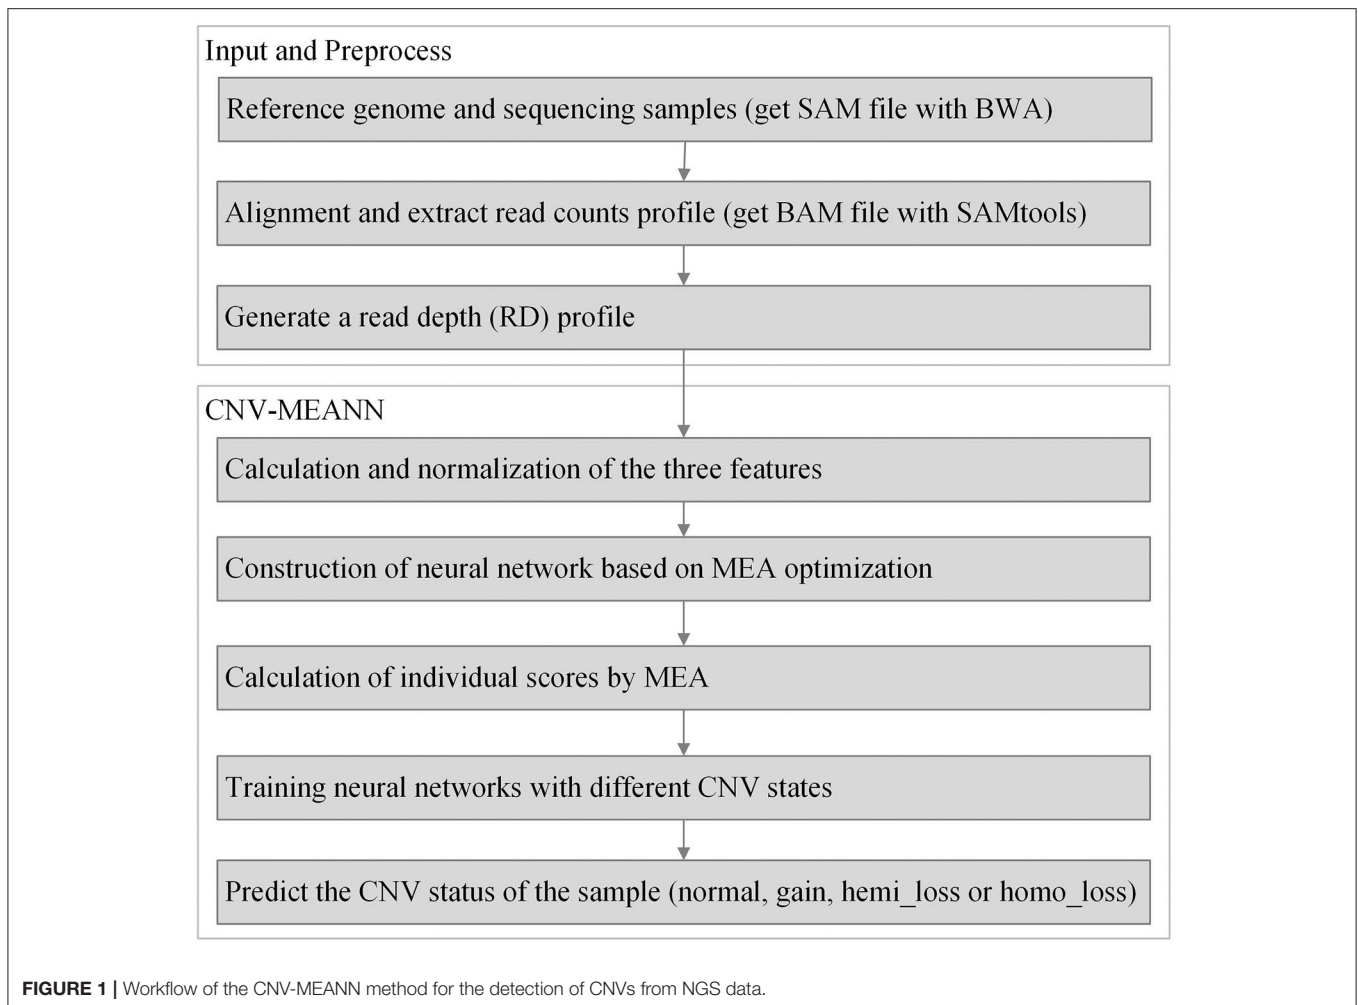 Input and Preprocess
Reference genome and sequencing samples (get SAM file with BWA)
Alignment and extract read counts profile (get BAM file with SAMtools)
Generate a read depth (RD) profile
CNV-MEANN
Calculation and normalization of the three features
Construction of neural network based on MEA optimization
Calculation of individual scores by MEA
Training neural networks with different CNV states
Predict the CNV status of the sample (normal, gain, hemi_loss or homo_loss)
FIGURE 1 | Workflow of the CNV-MEANN method for the detection of CNVs from NGS data.